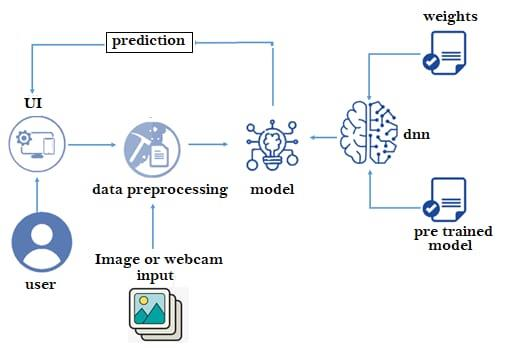 weights
prediction
UI
dnn
data preprocessing
model
pre trained
model
Image or webcam
input
user